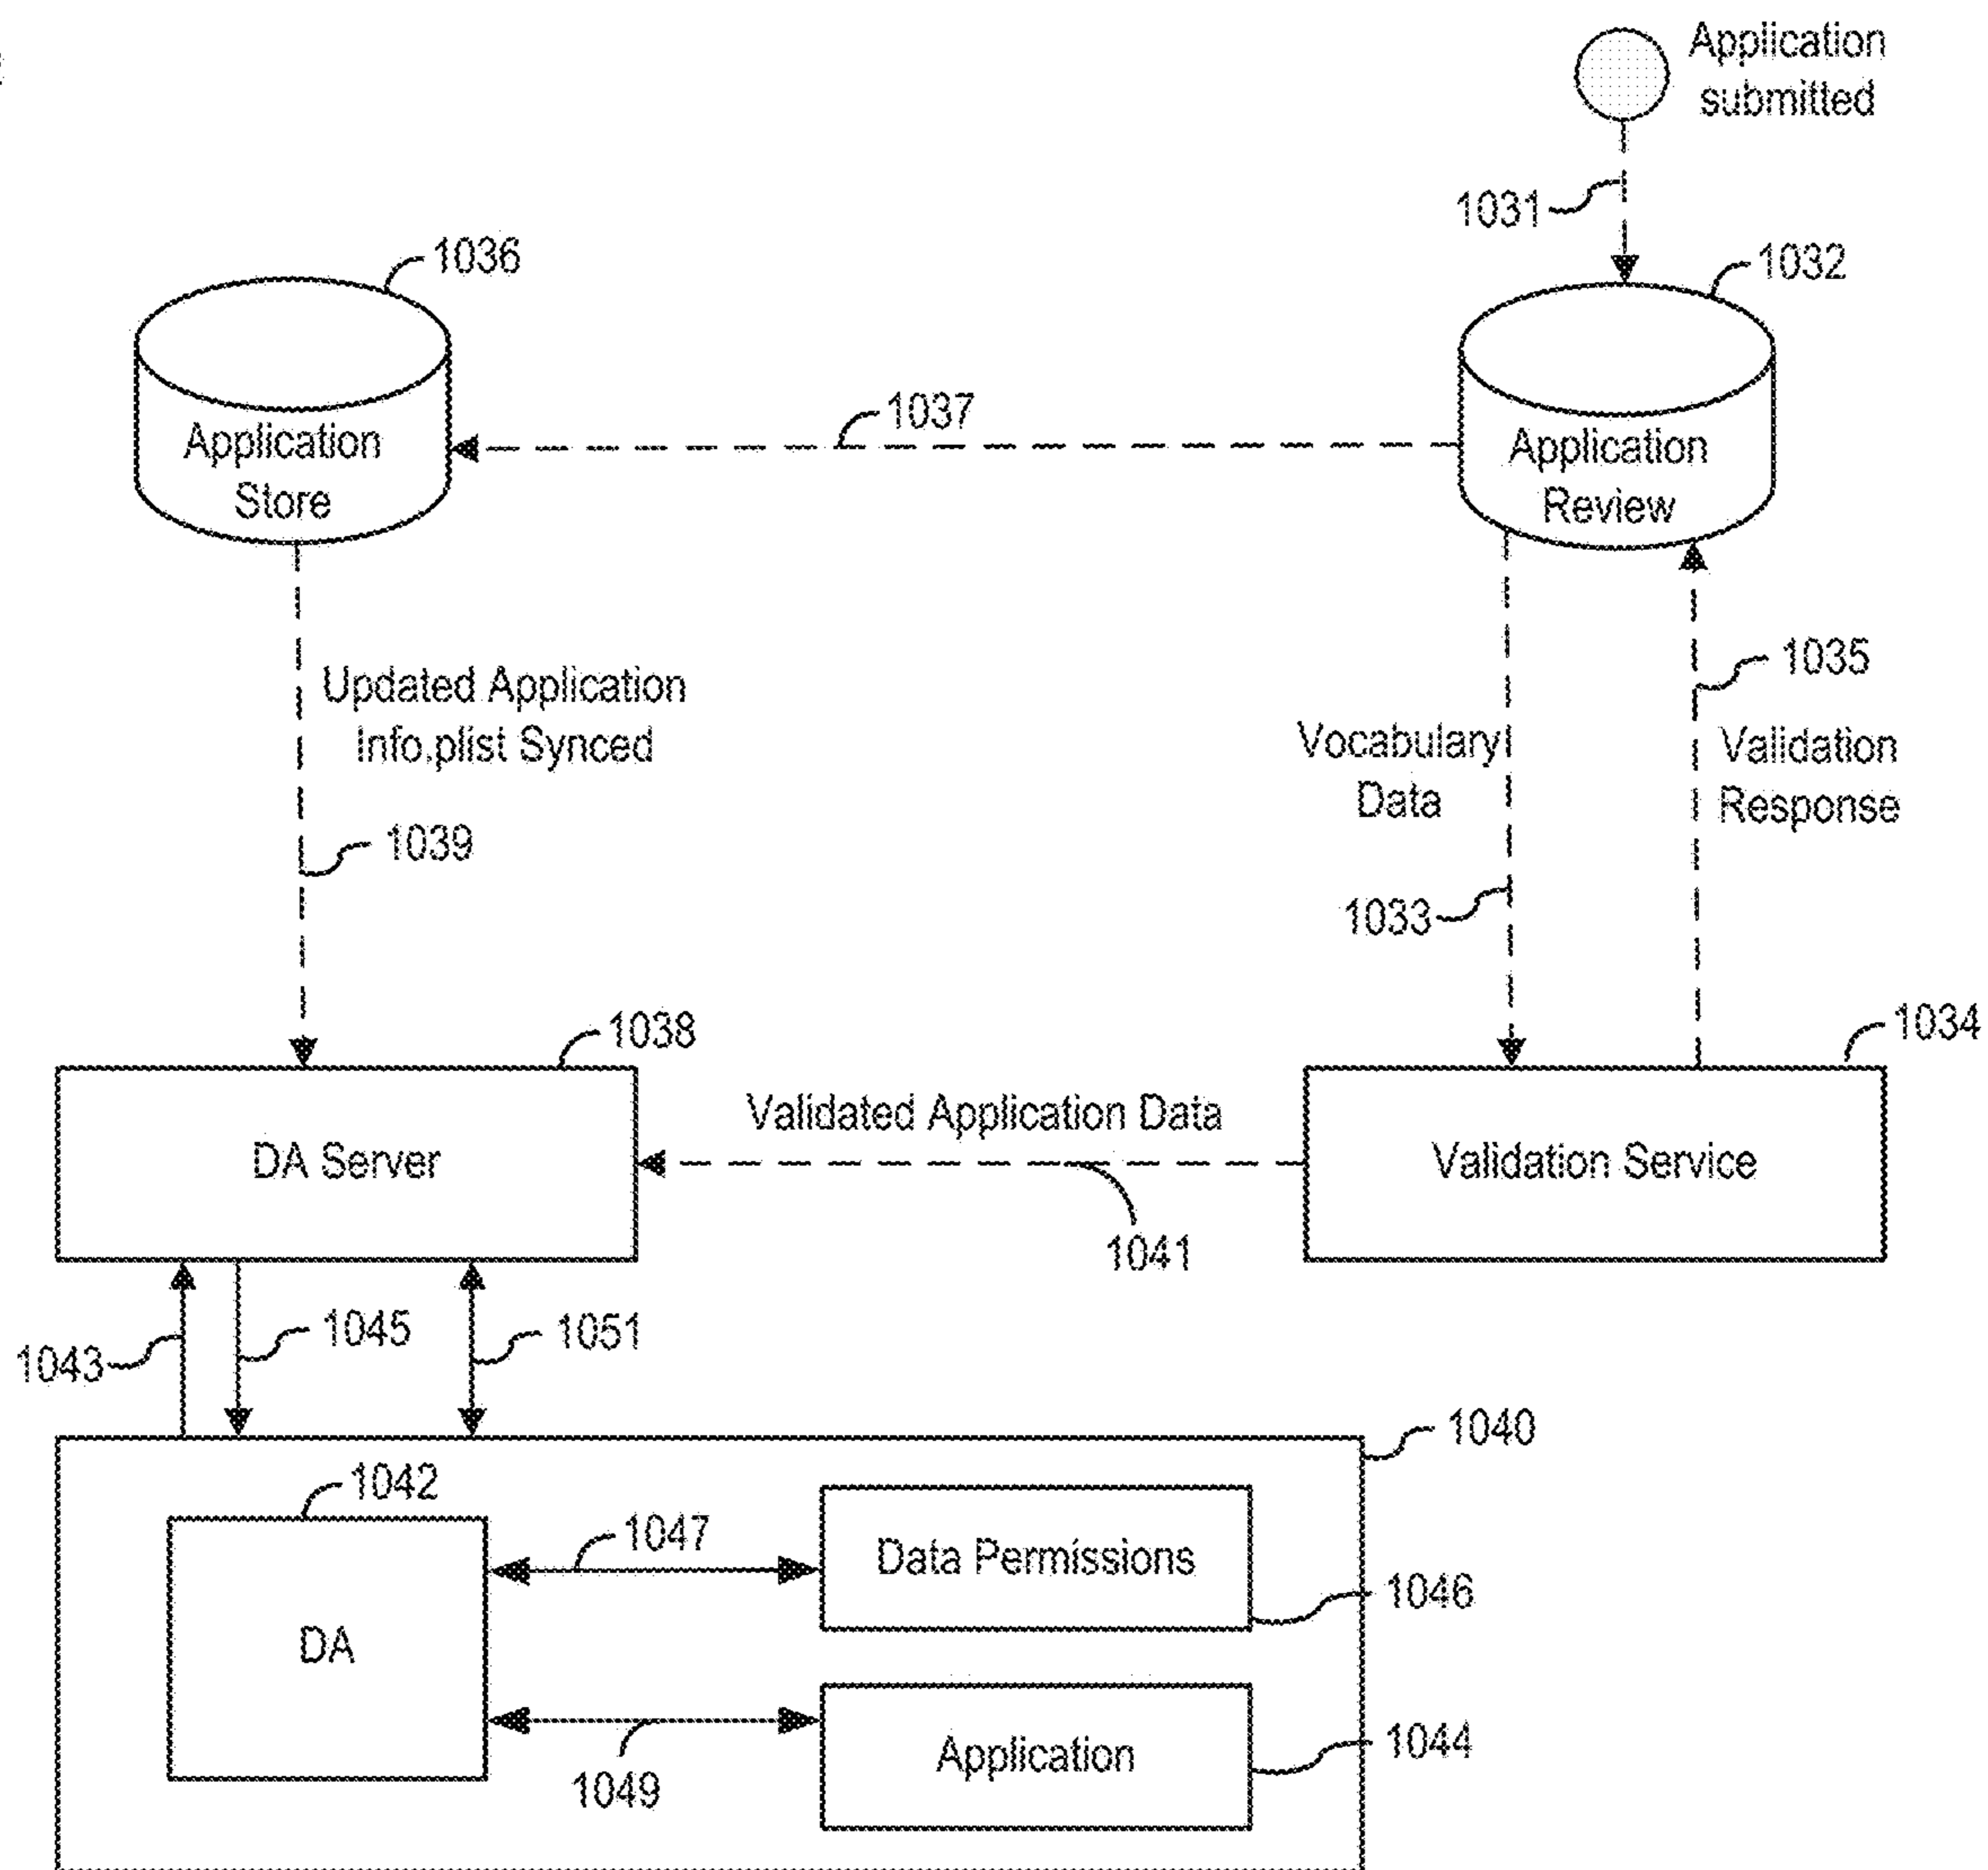 Application
submitted
1031
1036
1032
1037
Application
Store
Application
Review
Updated Application
Info.plist Synced
1035
Vocabulary
Data
Validation
Response
1039
1033
1038
1034
Validated Application Data
DA Server
Validation Service
1041
1043
1045
1051
1040
1042
1047
Data Permissions
1046
DA
1049
Application
1044